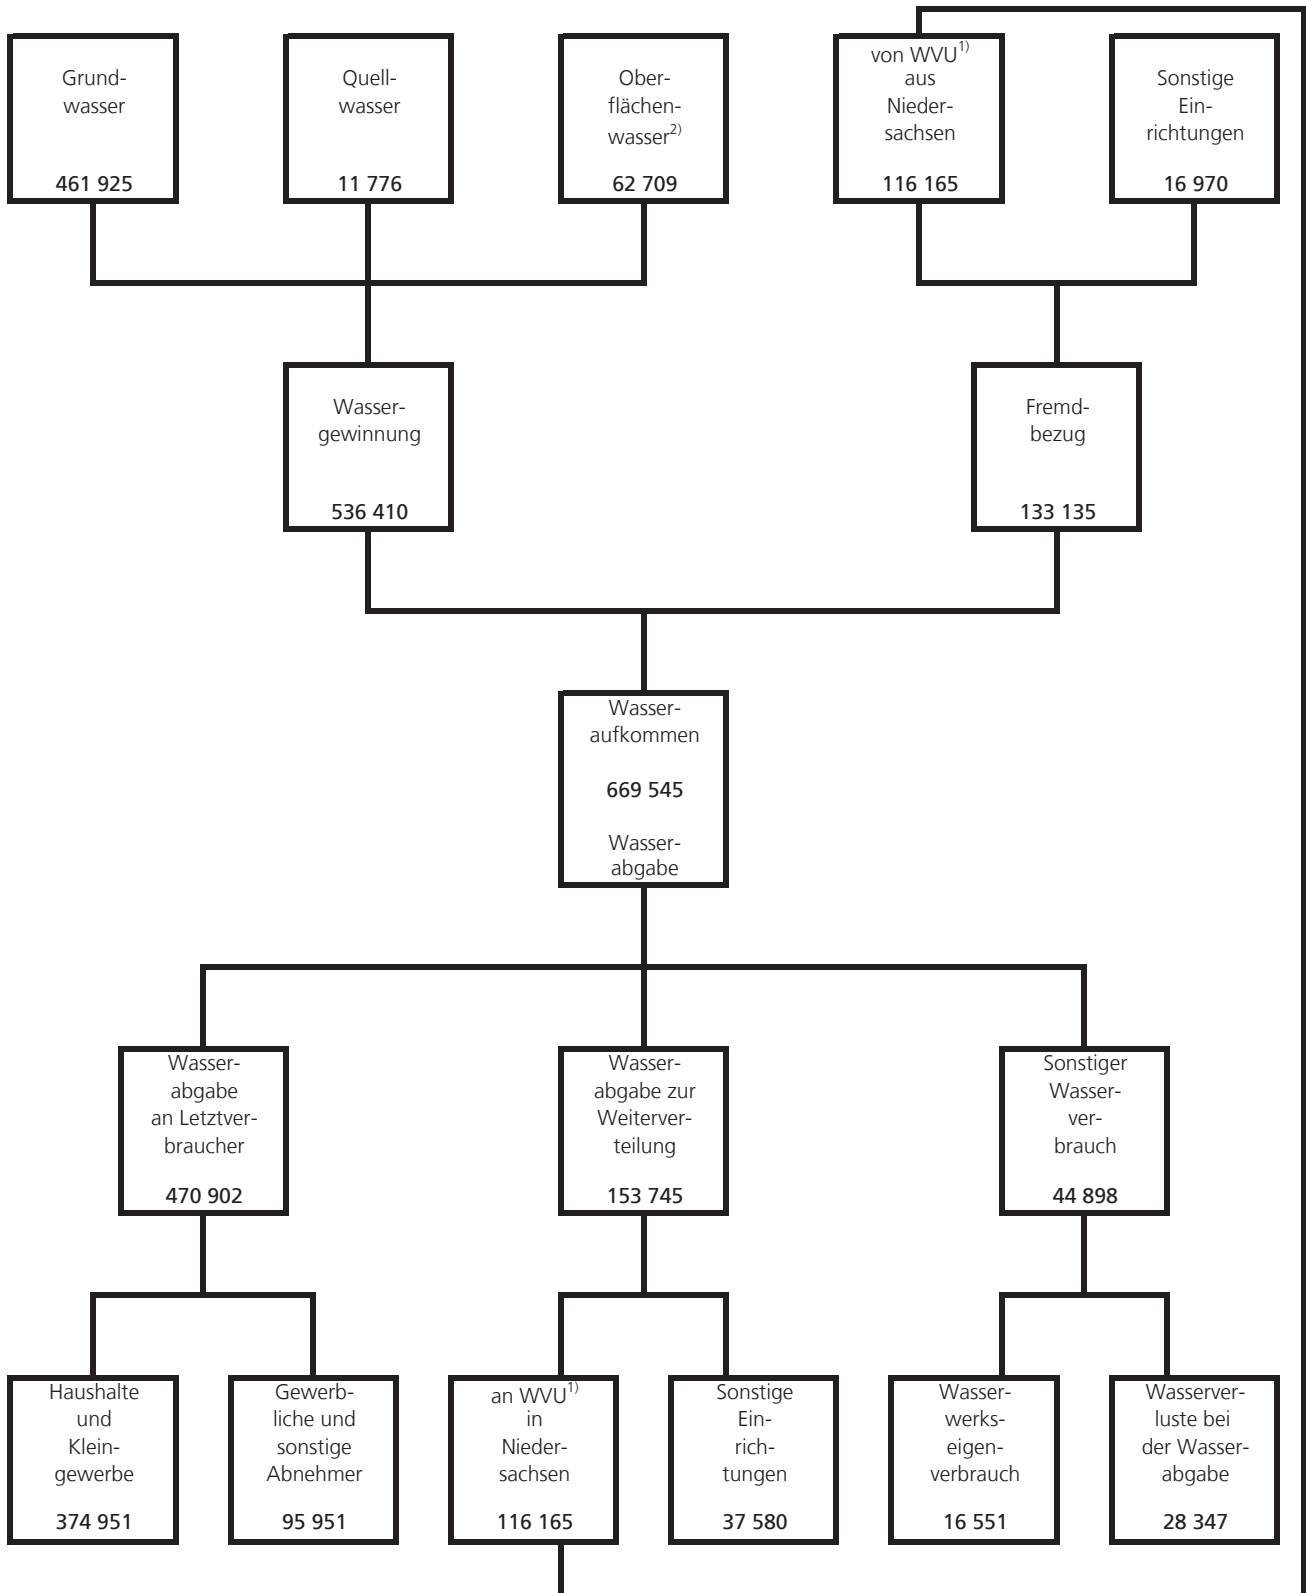 Grund-
wasser
461 925
Quell-
wasser
11 776
Ober-
flächen-
wasser2)
62 709
von WVU1)
aus
Nieder-
sachsen
116 165
Sonstige
Ein-
richtungen
16 970
Wasser-
gewinnung
536 410
Fremd-
bezug
133 135
Wasser-
aufkommen
669 545
Wasser-
abgabe
Wasser-
abgabe
an Letztver-
braucher
470 902
Wasser-
abgabe zur
Weiterver-
teilung
153 745
Sonstiger
Wasser-
ver-
brauch
44 898
Haushalte
und
Klein-
gewerbe
374 951
Gewerb-
liche und
sonstige
Abnehmer
95 951
an WVU1)
in
Nieder-
sachsen
116 165
Sonstige
Ein-
rich-
tungen
37 580
Wasser-
werks-
eigen-
verbrauch
16 551
Wasserver-
luste bei
der Wasser-
abgabe
28 347